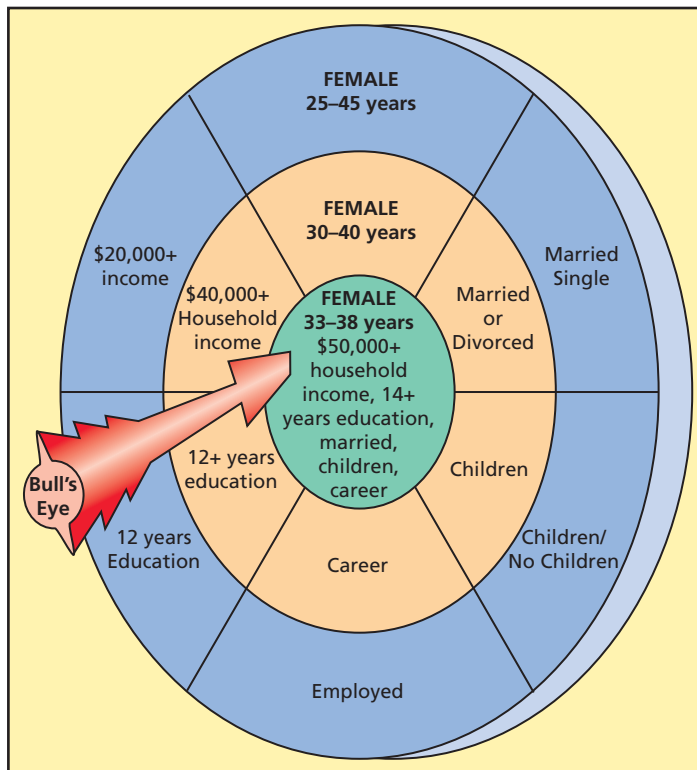 FEMALE
25–45 years
FEMALE
30–40 years
$20,000+
income
$40,000+
Household
income
FEMALE
33–38 years
$50,000+
household
income, 14+
years education,
married,
children,
career
Married
or
Divorced
Married
Single
Bull's
Eye
12+ years
education
12 years
Education
Children
Children/
No Children
Career
Employed